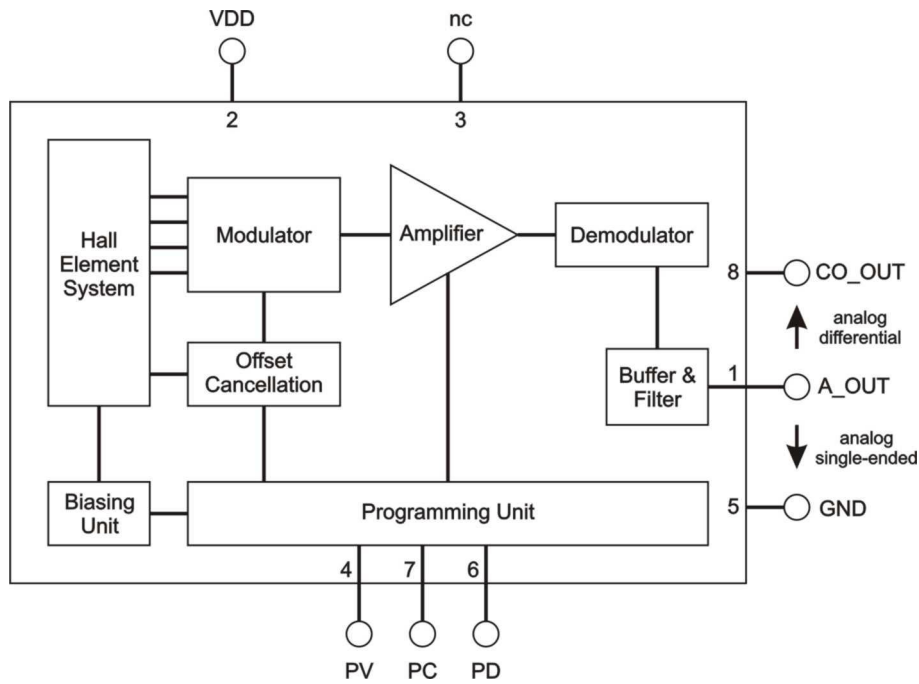 VDD
nc
2
3
Hall
Element
System
Modulator
Amplifier
Demodulator
8
CO_OUT
analog
differential
Offset
Cancellation
Buffer &
Filter
1
A_OUT
analog
single-ended
Biasing
Unit
Programming Unit
5
GND
4
7
6
PV
PC
PD